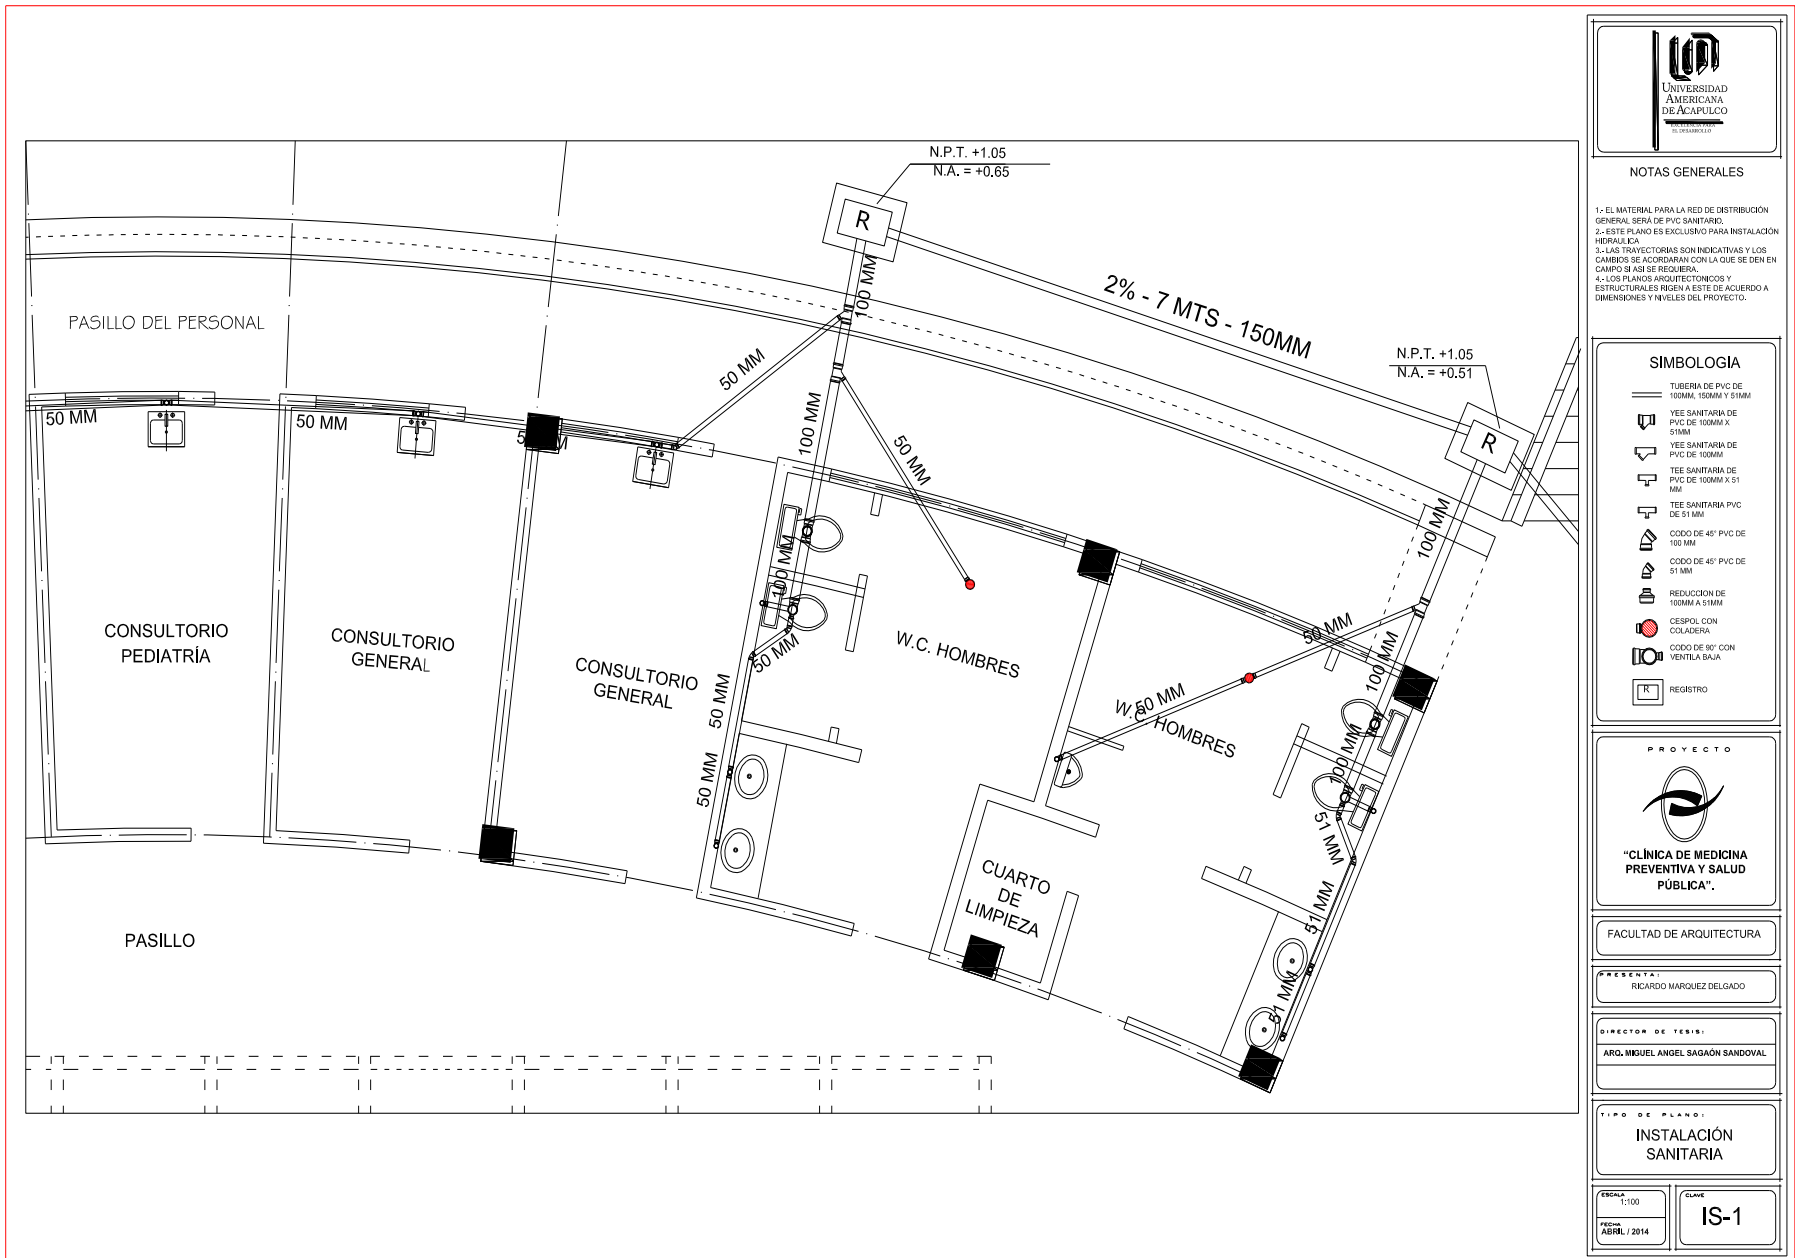 N.P.T. +1.05
N.A. = +0.65
R
100 MM
2% - 7 MTS - 150MM
N.P.T. +1.05
N.A. = +0.51
R
PASILLO DEL PERSONAL
50 MM
50 MM
50 MM
50 MM
100 MM
50 MM
100 MM
100 MM
50 MM
50 MM
50 MM
50 MM
50 MM
100 MM
100 MM
51 MM
51 MM
51 MM
CONSULTORIO
PEDIATRÍA
CONSULTORIO
GENERAL
CONSULTORIO
GENERAL
W.C. HOMBRES
W.C. HOMBRES
CUARTO
DE
LIMPIEZA
PASILLO
UNIVERSIDAD
AMERICANA
DE ACAPULCO
EXCELENCIA PARA
EL DESARROLLO
NOTAS GENERALES
1.- EL MATERIAL PARA LA RED DE DISTRIBUCIÓN
GENERAL SERÁ DE PVC SANITARIO.
2.- ESTE PLANO ES EXCLUSIVO PARA INSTALACIÓN
HIDRAULICA
3.- LAS TRAYECTORIAS SON INDICATIVAS Y LOS
CAMBIOS SE ACORDARAN CON LA QUE SE DEN EN
CAMPO SI ASI SE REQUIERA.
4.- LOS PLANOS ARQUITECTONICOS Y
ESTRUCTURALES RIGEN A ESTE DE ACUERDO A
DIMENSIONES Y NIVELES DEL PROYECTO.
SIMBOLOGÍA
TUBERIA DE PVC DE
100MM, 150MM Y 51MM
YEE SANITARIA DE
PVC DE 100MM X
51MM
YEE SANITARIA DE
PVC DE 100MM
TEE SANITARIA DE
PVC DE 100MM X 51
MM
TEE SANITARIA PVC
DE 51 MM
CODO DE 45° PVC DE
100 MM
CODO DE 45° PVC DE
51 MM
REDUCCION DE
100MM A 51MM
CESPOL CON
COLADERA
CODO DE 90° CON
VENTILA BAJA
R
REGISTRO
PROYECTO
“CLÍNICA DE MEDICINA
PREVENTIVA Y SALUD
PÚBLICA”.
FACULTAD DE ARQUITECTURA
PRESENTA:
RICARDO MARQUEZ DELGADO
DIRECTOR DE TESIS:
ARQ. MIGUEL ANGEL SAGAÓN SANDOVAL
TIPO DE PLANO:
INSTALACIÓN
SANITARIA
ESCALA
1:100
FECHA
ABRIL / 2014
CLAVE
IS-1